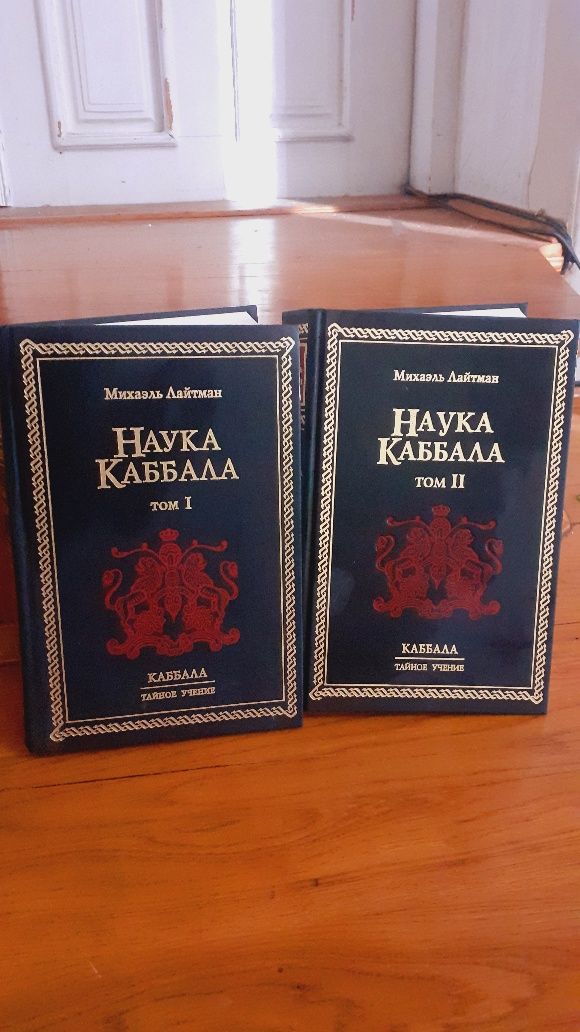 Михаэль Лайтман
Наука
Каббала
том I
КАББАЛА
ТАЙНОЕ УЧЕНИЕ
Михаэль Лайтман
Наука
Каббала
том II
КАББАЛА
ТАЙНОЕ УЧЕНИЕ